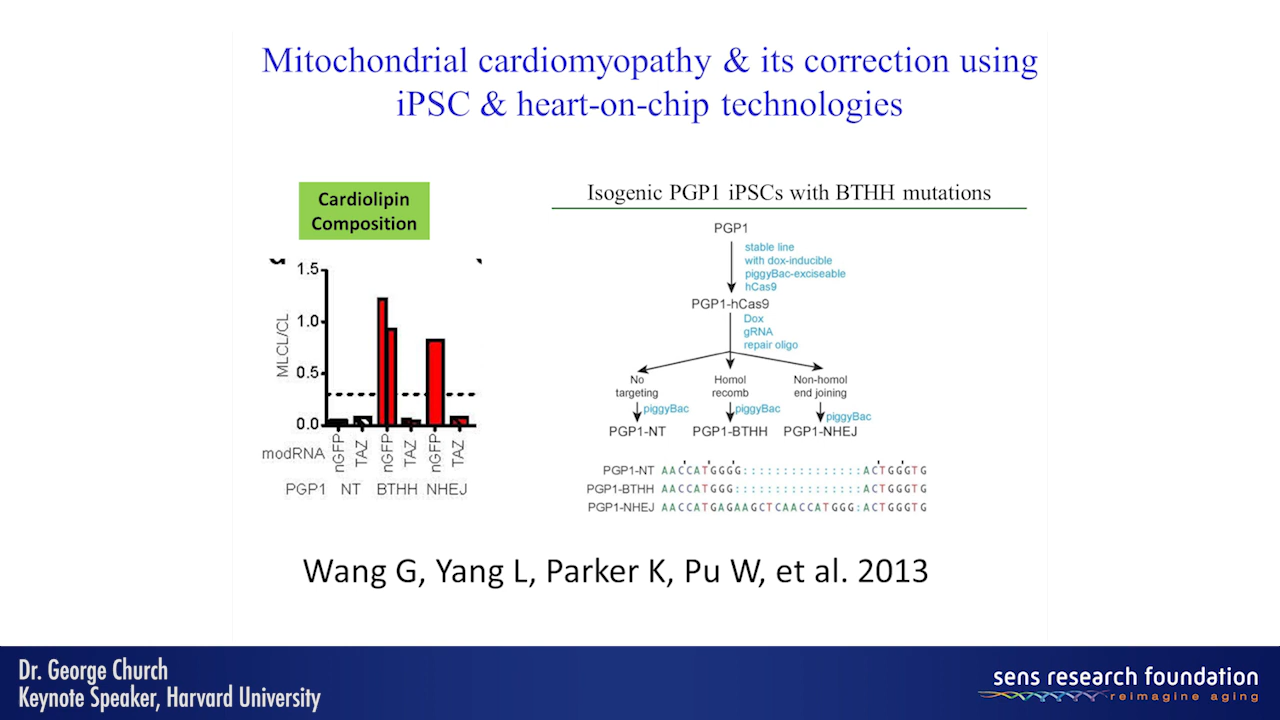 Mitochondrial cardiomyopathy & its correction using
iPSC & heart-on-chip technologies
Cardiolipin
Composition
1.5
1.0
0.5
0.0
MLCL/CL
modRNA
nGFP
TAZ
nGFP
TAZ
nGFP
TAZ
PGP1
NT
BTHH
NHEJ
Isogenic PGP1 iPSCs with BTHH mutations
PGP1
stable line
with dox-inducible
piggyBac-exciseable
hCas9
PGP1-hCas9
Dox
gRNA
repair oligo
No
targeting
Homol
recomb
Non-homol
end joining
piggyBac
piggyBac
piggyBac
PGP1-NT
PGP1-BTHH
PGP1-NHEJ
PGP1-NT AACCATGGGG::::::::::::::::ACTGGGTG
PGP1-BTHH AACCATGGG:::::::::::::::::ACTGGGTG
PGP1-NHEJ AACCATGAGAAGCTCAACCATGGG:ACTGGGTG
Wang G, Yang L, Parker K, Pu W, et al. 2013
Dr. George Church
Keynote Speaker, Harvard University
sens research foundation
reimagine aging